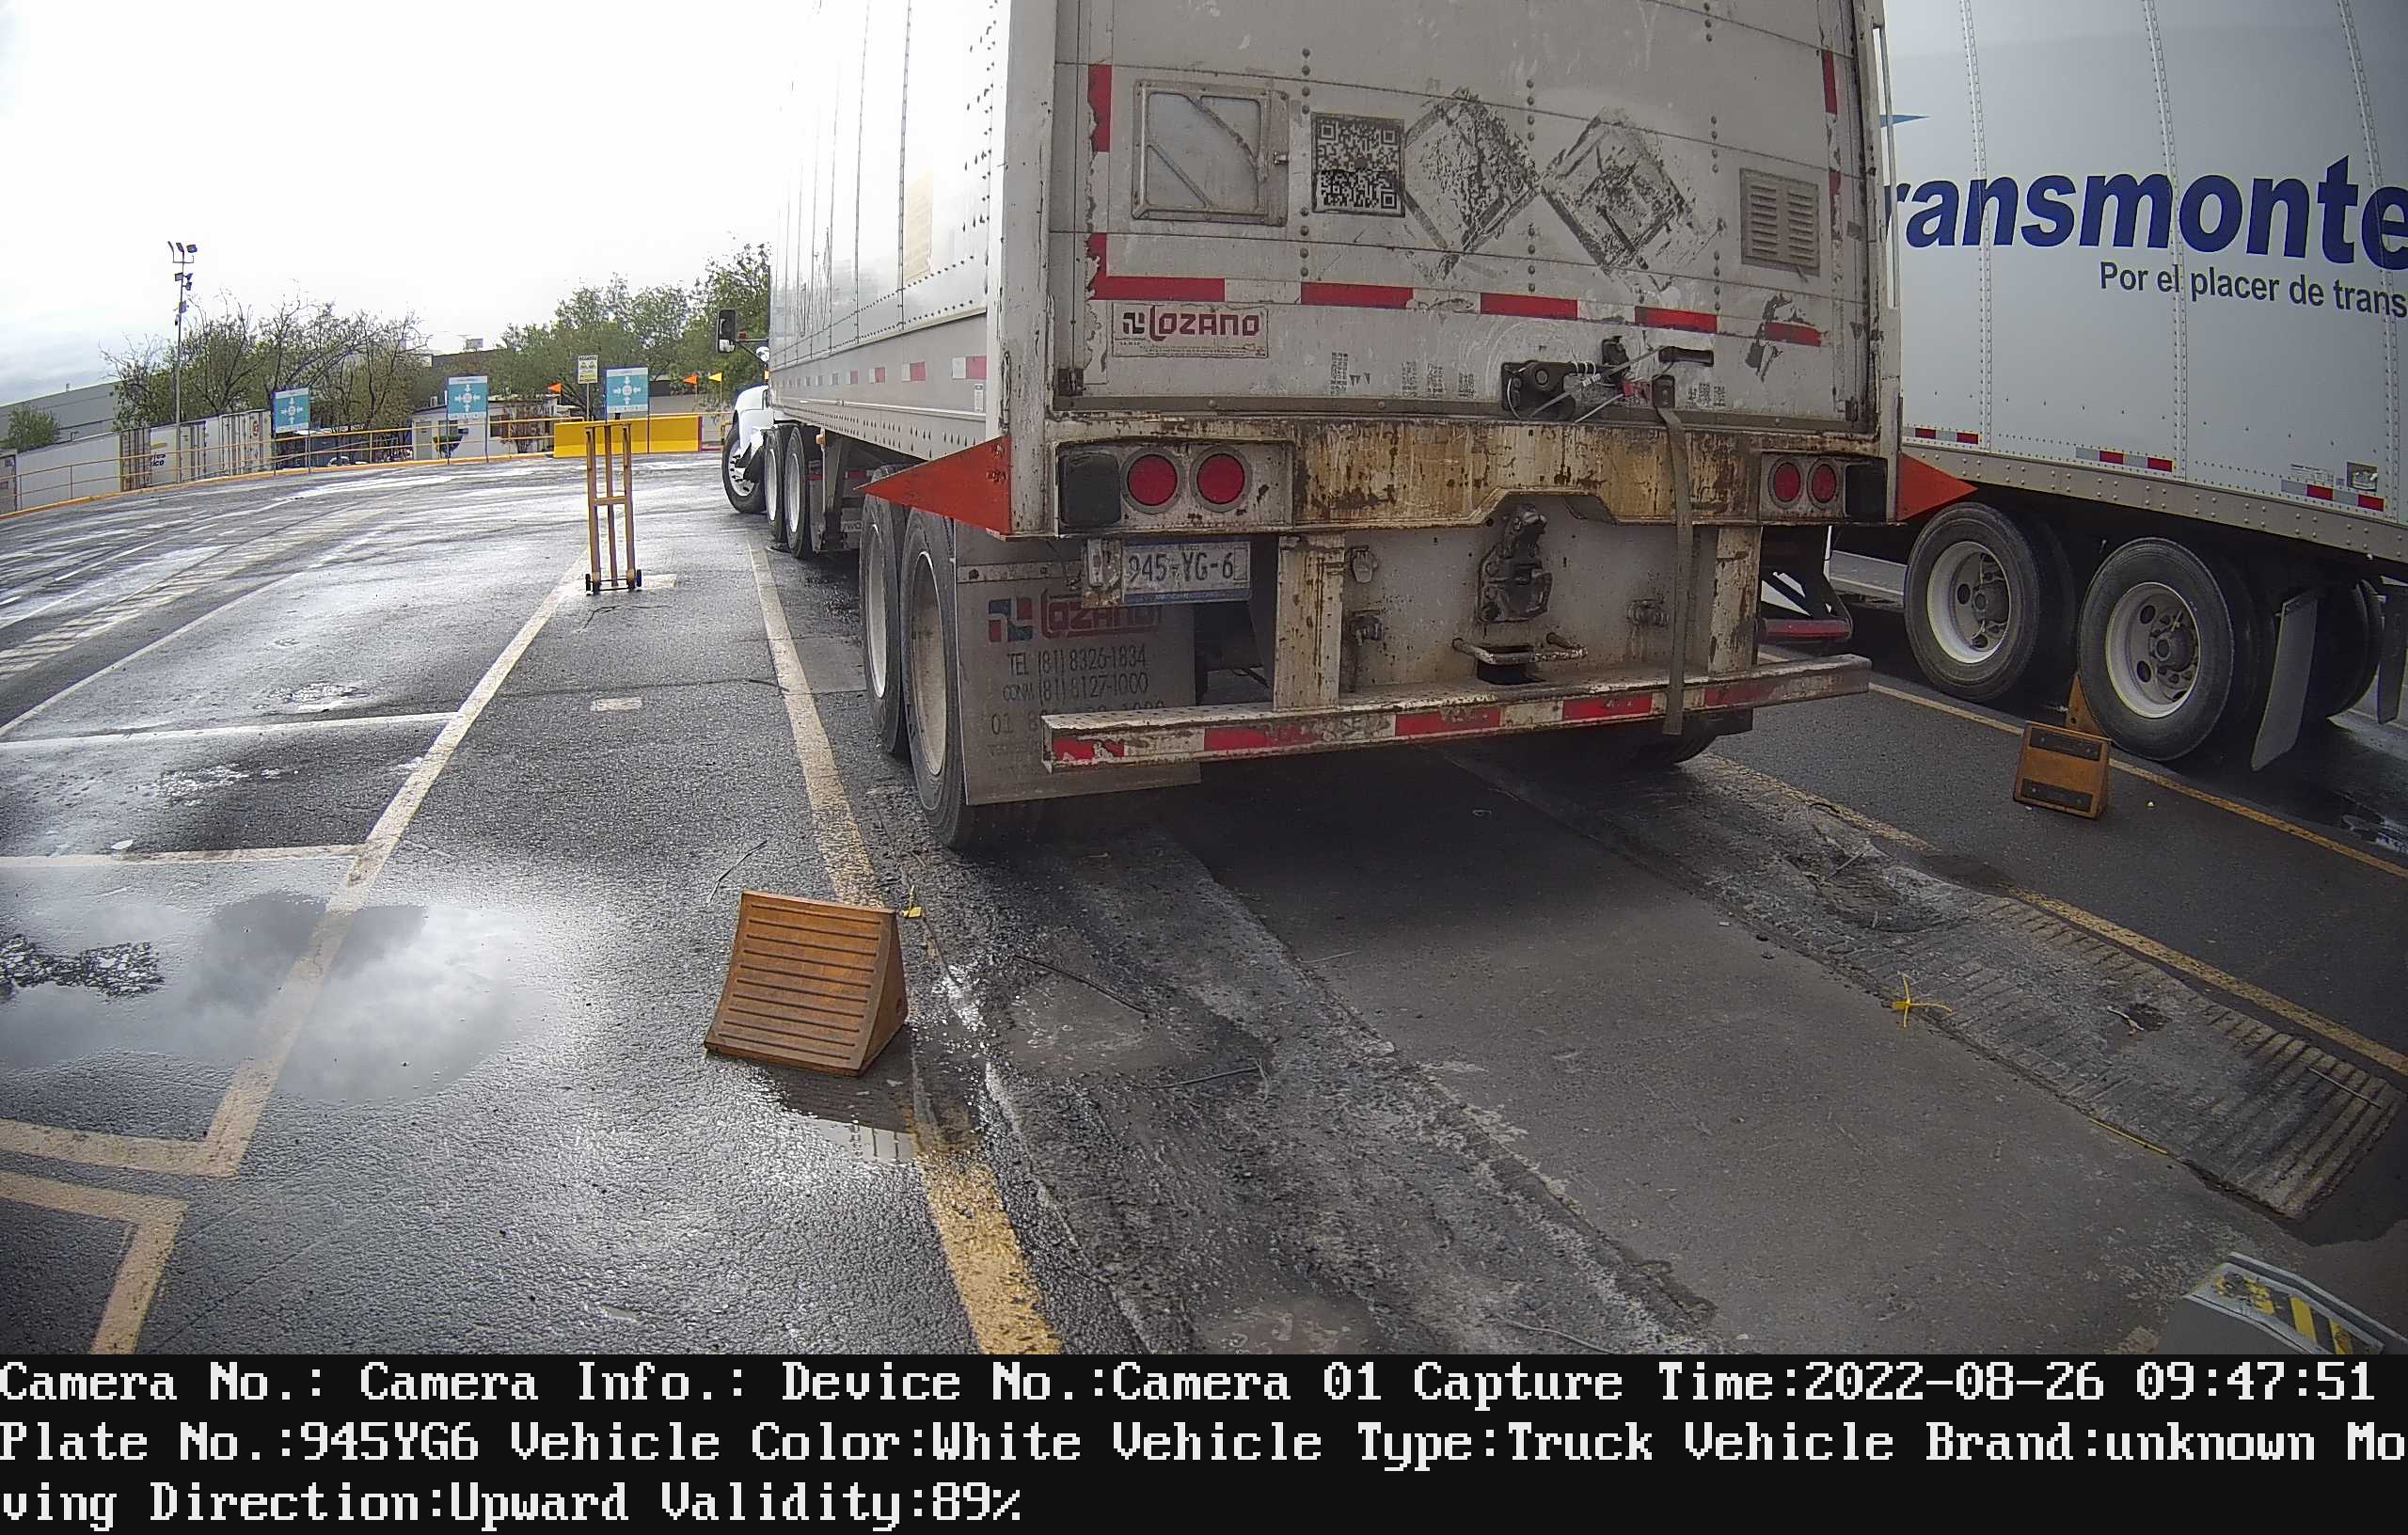 ransmonte
Por el placer de trans
LOZANO
945-YG-6
LOZANO
TEL (81) 8326-1834
CONM. (81) 8127-1000
Camera No.: Camera Info.: Device No.:Camera 01 Capture Time:2022-08-26 09:47:51
Plate No.:945YG6 Vehicle Color:White Vehicle Type:Truck Vehicle Brand:unknown Mo
ving Direction:Upward Validity:89%